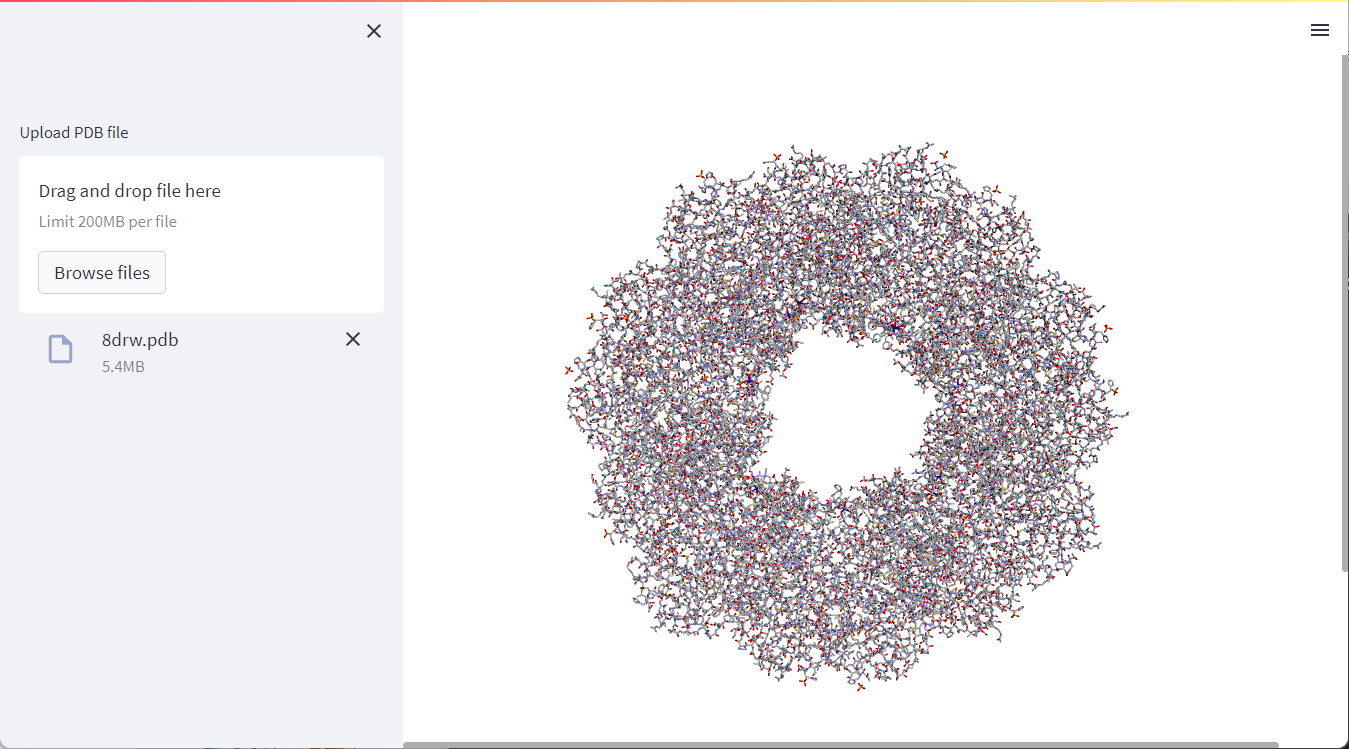 Upload PDB file
Drag and drop file here
Limit 200MB per file
Browse files
8drw.pdb
5.4MB